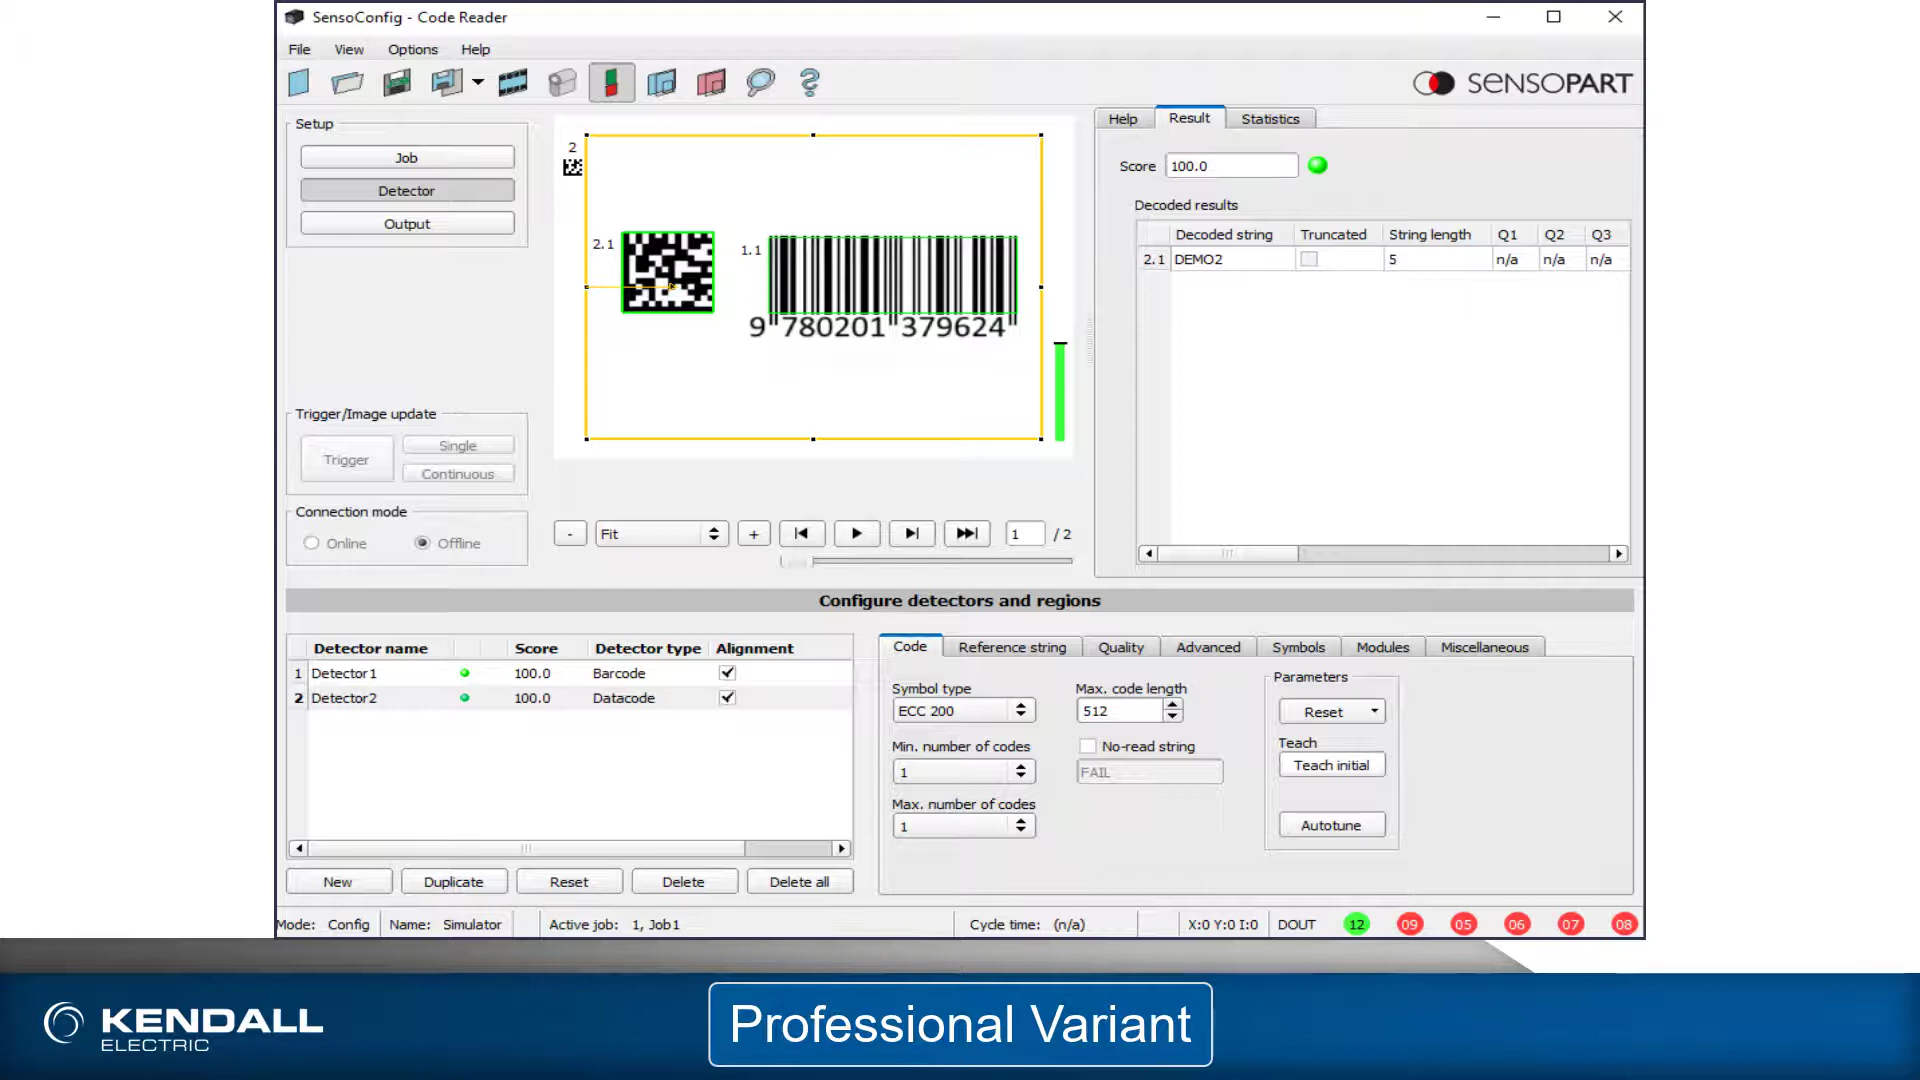 SensoConfig - Code Reader
File View Options Help
SENSOPART
Setup
Job
Detector
Output
Trigger/Image update
Trigger
Single
Continuous
Connection mode
Online
Offline
2
2.1
1.1
9 780201 379624
-
Fit
+
1 / 2
Help Result Statistics
Score 100.0
Decoded results
Decoded string Truncated String length Q1 Q2 Q3
2.1 DEMO2 5 n/a n/a n/a
Configure detectors and regions
Detector name Score Detector type Alignment
1 Detector1 100.0 Barcode
2 Detector2 100.0 Datacode
New Duplicate Reset Delete Delete all
Code Reference string Quality Advanced Symbols Modules Miscellaneous
Symbol type
ECC 200
Min. number of codes
1
Max. number of codes
1
Max. code length
512
No-read string
FAIL
Parameters
Reset
Teach
Teach initial
Autotune
Mode: Config Name: Simulator Active job: 1, Job1 Cycle time: (n/a) X:0 Y:0 I:0 DOUT 12 09 05 06 07 08
KENDALL
ELECTRIC
Professional Variant